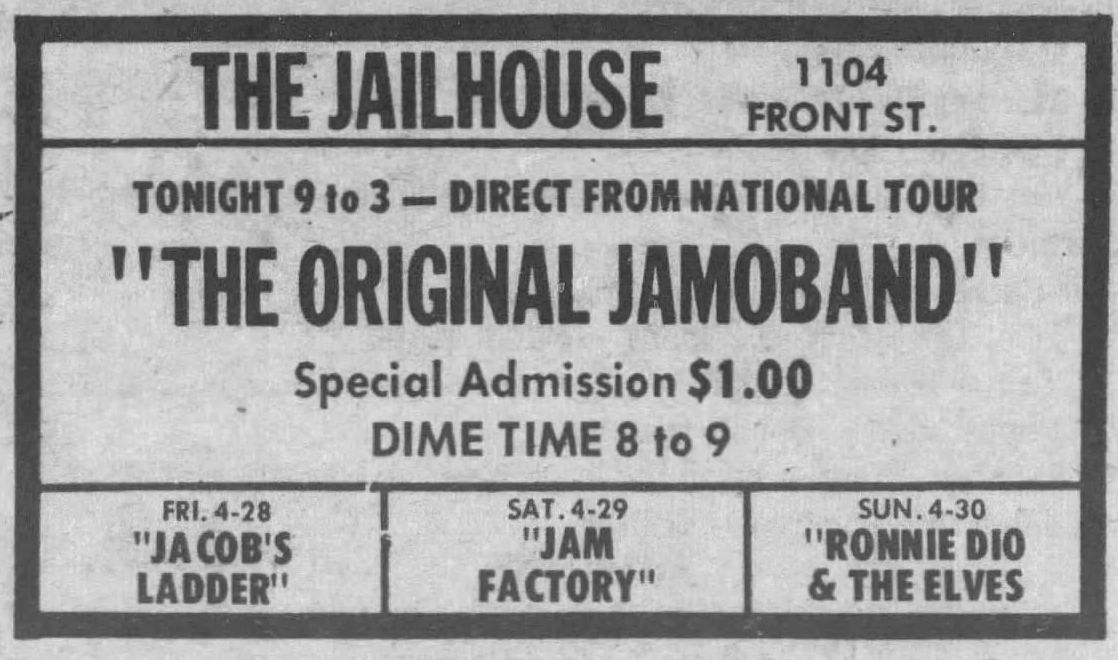 THE JAILHOUSE
1104
FRONT ST.
TONIGHT 9 to 3 — DIRECT FROM NATIONAL TOUR
"THE ORIGINAL JAMOBAND"
Special Admission $1.00
DIME TIME 8 to 9
FRI. 4-28
"JACOB'S
LADDER"
SAT. 4-29
"JAM
FACTORY"
SUN. 4-30
"RONNIE DIO
& THE ELVES